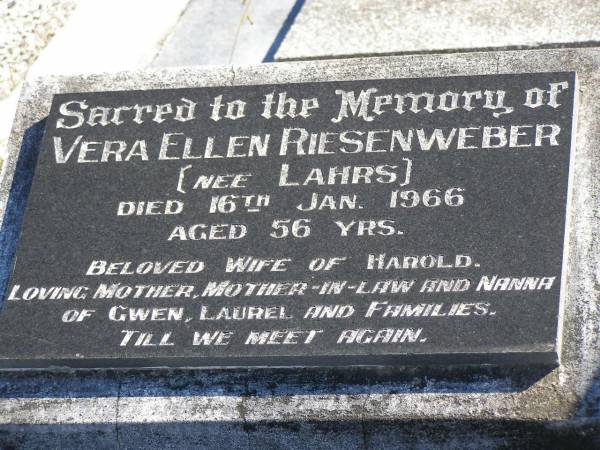 Sacred to the Memory of
VERA ELLEN RIESENWEBER
(NEE LAHRS)
DIED 16TH JAN. 1966
AGED 56 YRS.
BELOVED WIFE OF HAROLD.
LOVING MOTHER, MOTHER-IN-LAW AND NANNA
OF GWEN, LAUREL AND FAMILIES.
TILL WE MEET AGAIN.